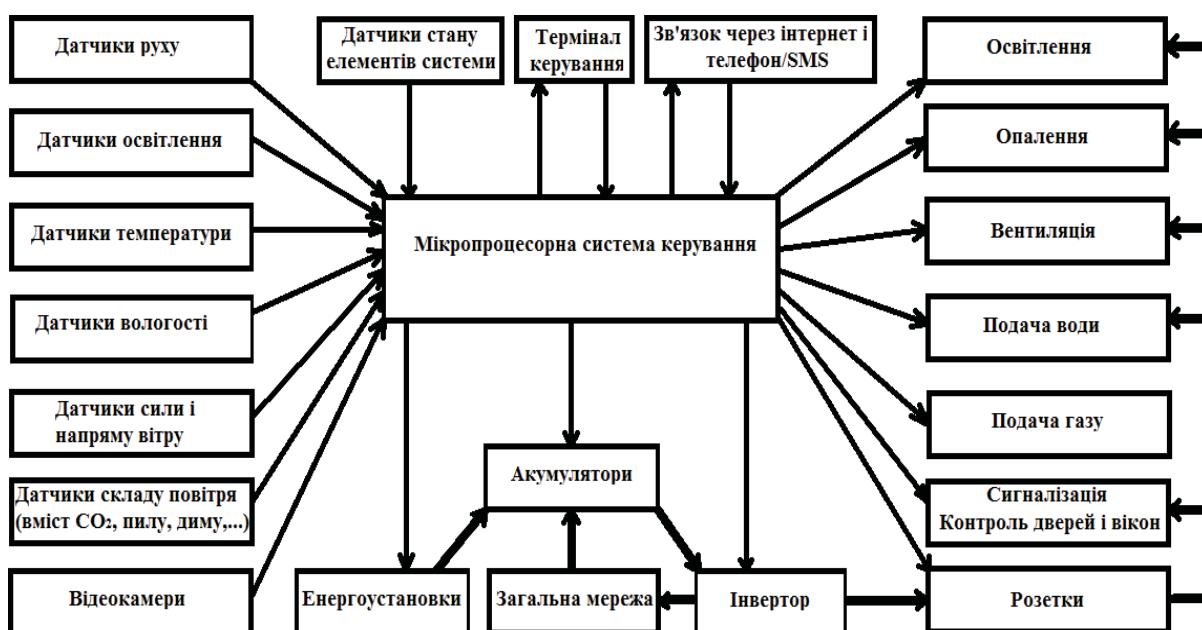 Датчики руху
Датчики стану
елементів системи
Термінал
керування
Зв'язок через інтернет і
телефон/SMS
Освітлення
Датчики освітлення
Опалення
Датчики температури
Мікропроцесорна система керування
Вентиляція
Датчики вологості
Подача води
Датчики сили і
напряму вітру
Подача газу
Акумулятори
Датчики складу повітря
(вміст CO₂, пилу, диму,...)
Сигналізація
Контроль дверей і вікон
Відеокамери
Енергоустановки
Загальна мережа
Інвертор
Розетки